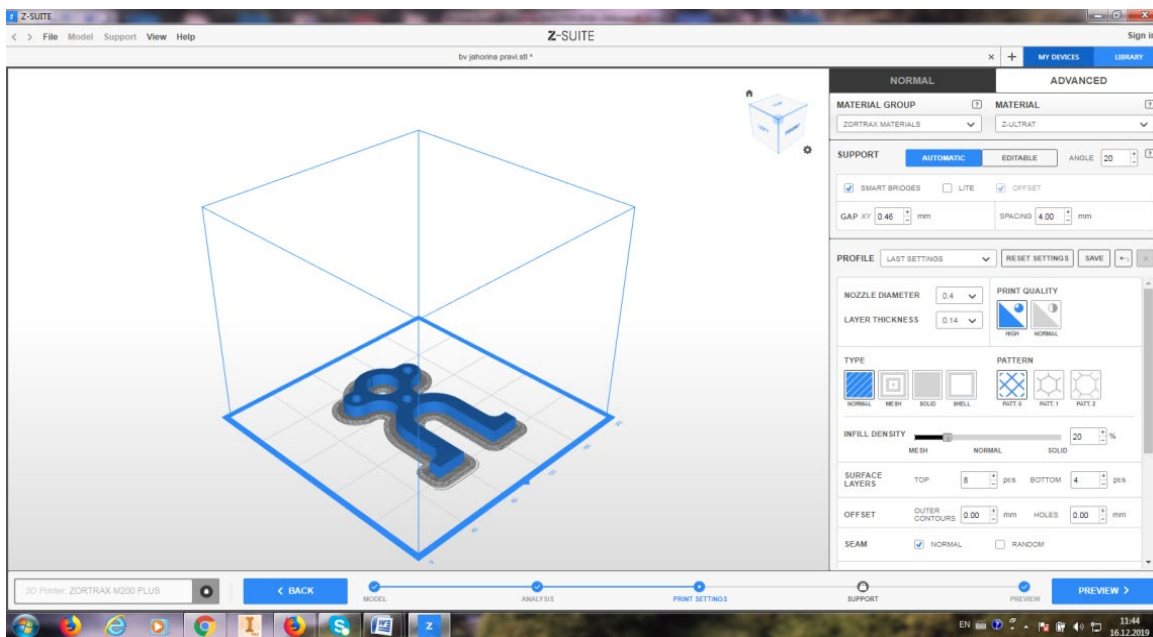 Z-SUITE
File Model Support View Help
Z-SUITE
Sign in
bv jahorina pravi.stl *
MY DEVICES
LIBRARY
NORMAL
ADVANCED
MATERIAL GROUP ?
MATERIAL ?
ZORTRAX MATERIALS
Z-ULTRAT
SUPPORT AUTOMATIC EDITABLE ANGLE 20 ?
SMART BRIDGES LITE OFFSET
GAP XY 0.46 mm SPACING 4.00 mm
PROFILE LAST SETTINGS RESET SETTINGS SAVE
NOZZLE DIAMETER 0.4
PRINT QUALITY
LAYER THICKNESS 0.14
HIGH NORMAL
TYPE PATTERN
NORMAL MESH SOLID SHELL PATT. 0 PATT. 1 PATT. 2
INFILL DENSITY 20 %
MESH NORMAL SOLID
SURFACE LAYERS TOP 6 pcs BOTTOM 4 pcs
OFFSET OUTER CONTOURS 0.00 mm HOLES 0.00 mm
SEAM NORMAL RANDOM
3D Printer: ZORTRAX M200 PLUS
< BACK
MODEL ANALYSIS PRINT SETTINGS SUPPORT PREVIEW
PREVIEW >
EN 11:44
16.12.2019